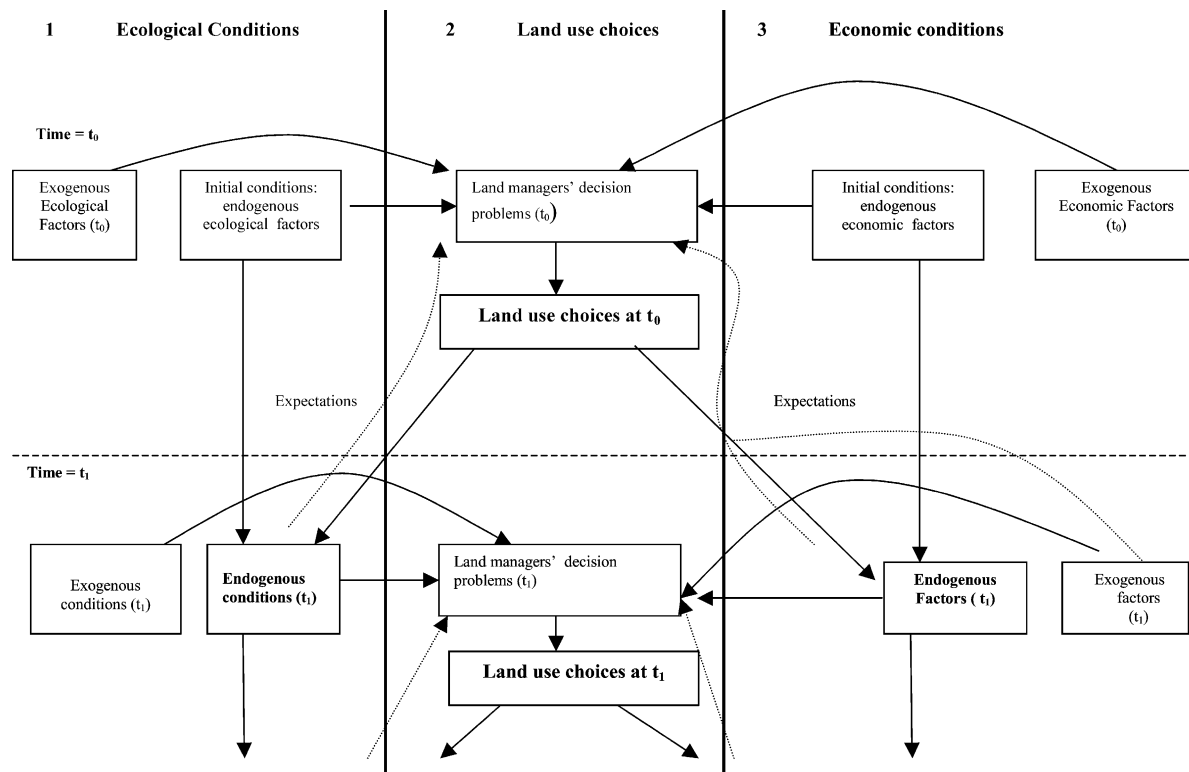 1 Ecological Conditions
2 Land use choices
3 Economic conditions
Time = t₀
Exogenous
Ecological
Factors (t₀)
Initial conditions:
endogenous
ecological factors
Land managers' decision
problems (t₀)
Initial conditions:
endogenous
economic factors
Exogenous
Economic Factors
(t₀)
Land use choices at t₀
Expectations
Expectations
Time = t₁
Exogenous
conditions (t₁)
Endogenous
conditions (t₁)
Land managers' decision
problems (t₁)
Endogenous
Factors ( t₁)
Exogenous
factors
(t₁)
Land use choices at t₁